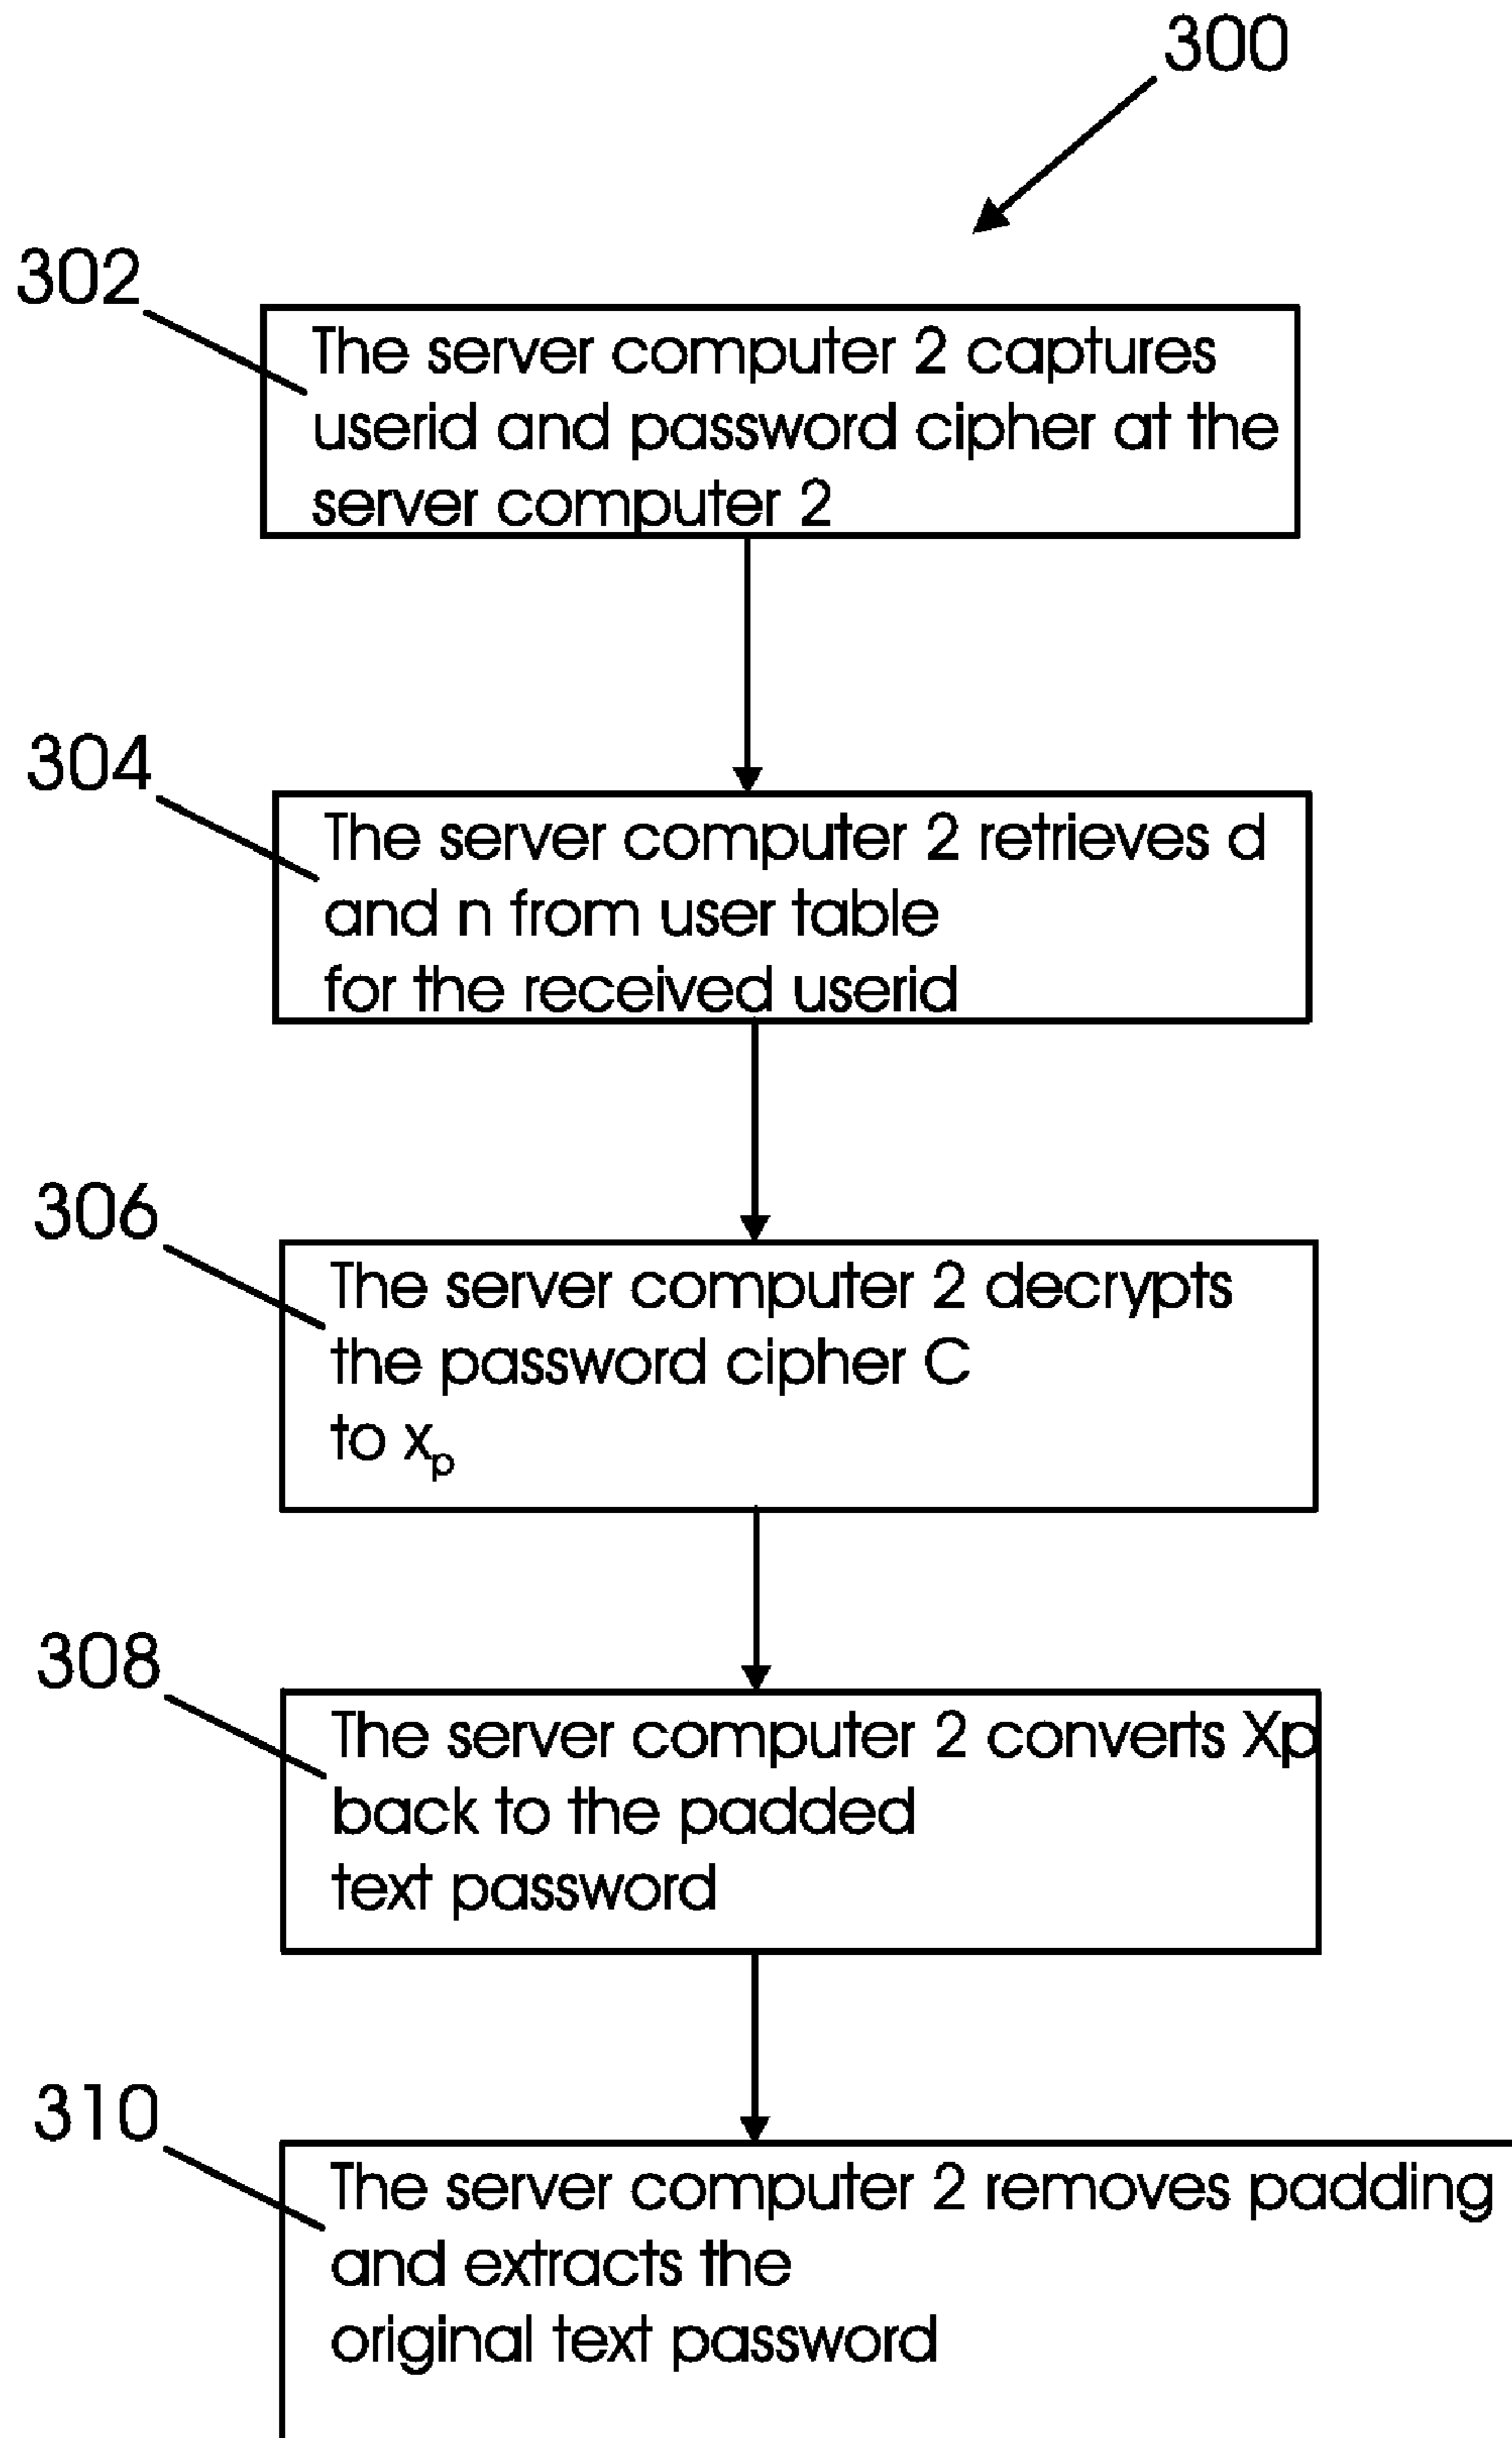 300
302
The server computer 2 captures
userid and password cipher at the
server computer 2
304
The server computer 2 retrieves d
and n from user table
for the received userid
306
The server computer 2 decrypts
the password cipher C
to xₚ
308
The server computer 2 converts Xp
back to the padded
text password
310
The server computer 2 removes padding
and extracts the
original text password